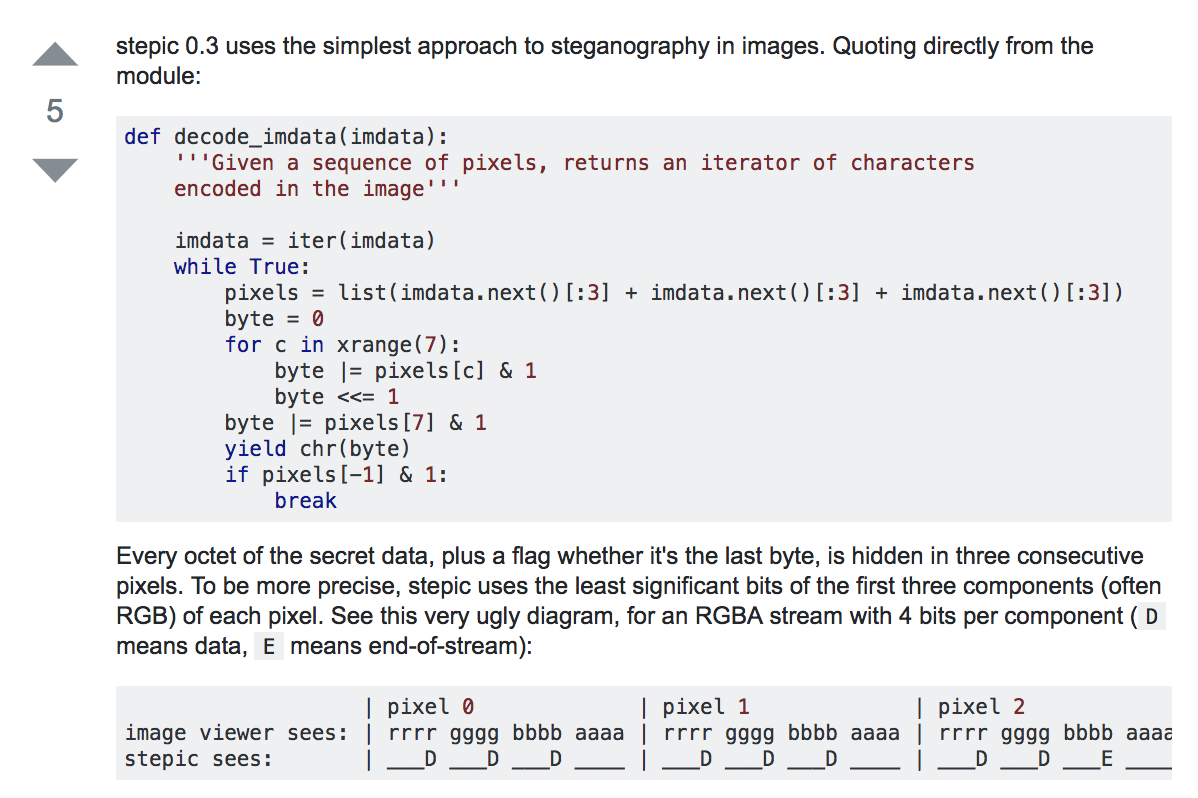 stepic 0.3 uses the simplest approach to steganography in images. Quoting directly from the
module:
5
def decode_imdata(imdata):
    '''Given a sequence of pixels, returns an iterator of characters
    encoded in the image'''

    imdata = iter(imdata)
    while True:
        pixels = list(imdata.next()[:3] + imdata.next()[:3] + imdata.next()[:3])
        byte = 0
        for c in xrange(7):
            byte |= pixels[c] & 1
            byte <<= 1
        byte |= pixels[7] & 1
        yield chr(byte)
        if pixels[-1] & 1:
            break
Every octet of the secret data, plus a flag whether it's the last byte, is hidden in three consecutive
pixels. To be more precise, stepic uses the least significant bits of the first three components (often
RGB) of each pixel. See this very ugly diagram, for an RGBA stream with 4 bits per component ( D
means data, E means end-of-stream):
                   | pixel 0             | pixel 1             | pixel 2
image viewer sees: | rrrr gggg bbbb aaaa | rrrr gggg bbbb aaaa | rrrr gggg bbbb aaaa
stepic sees:       | ___D ___D ___D ____ | ___D ___D ___D ____ | ___D ___D ___E ____